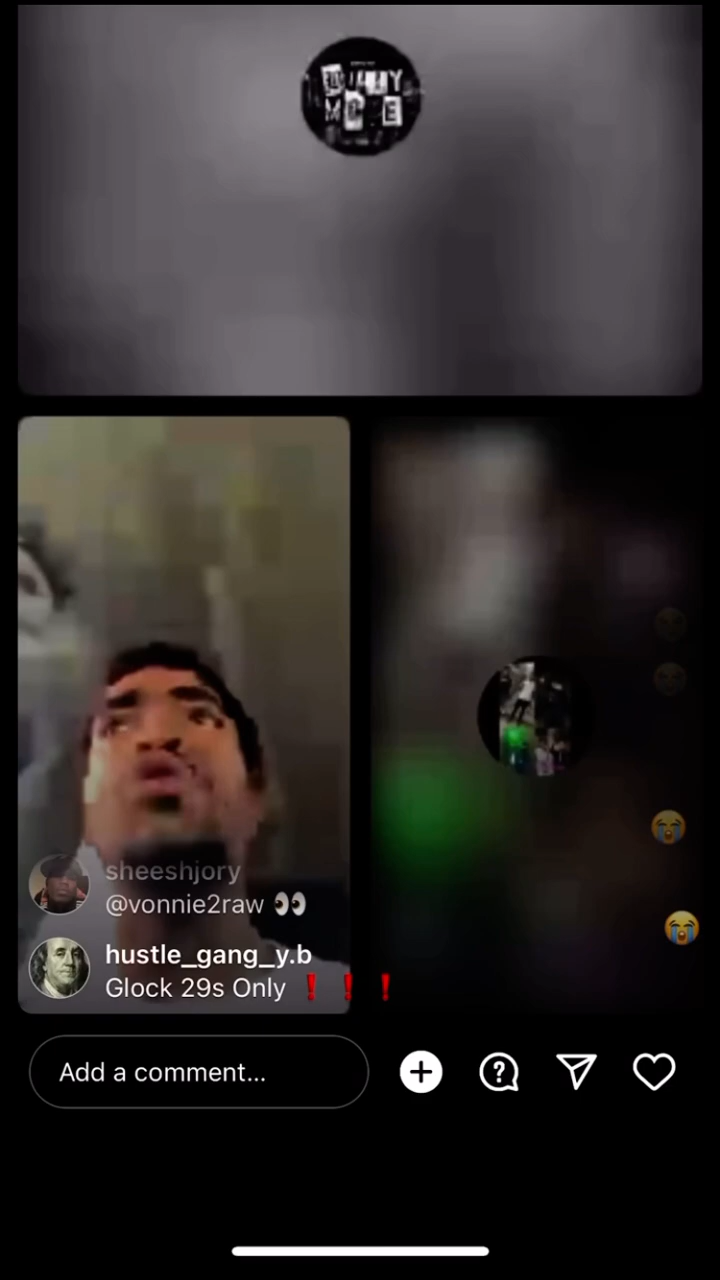 sheeshjory
@vonnie2raw 👀
hustle_gang_y.b
Glock 29s Only ❗❗❗
Add a comment...